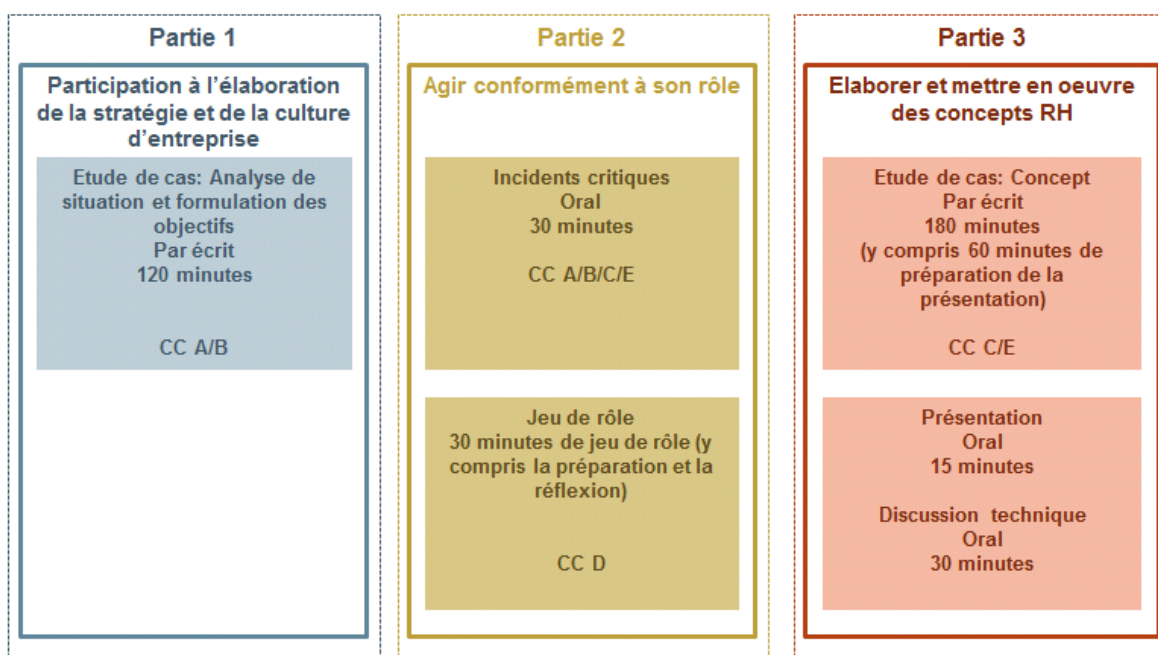 Partie 1
Participation à l'élaboration
de la stratégie et de la culture
d'entreprise
Etude de cas: Analyse de
situation et formulation des
objectifs
Par écrit
120 minutes
CC A/B
Partie 2
Agir conformément à son rôle
Incidents critiques
Oral
30 minutes
CC A/B/C/E
Jeu de rôle
30 minutes de jeu de rôle (y
compris la préparation et la
réflexion)
CC D
Partie 3
Elaborer et mettre en oeuvre
des concepts RH
Etude de cas: Concept
Par écrit
180 minutes
(y compris 60 minutes de
préparation de la
présentation)
CC C/E
Présentation
Oral
15 minutes
Discussion technique
Oral
30 minutes